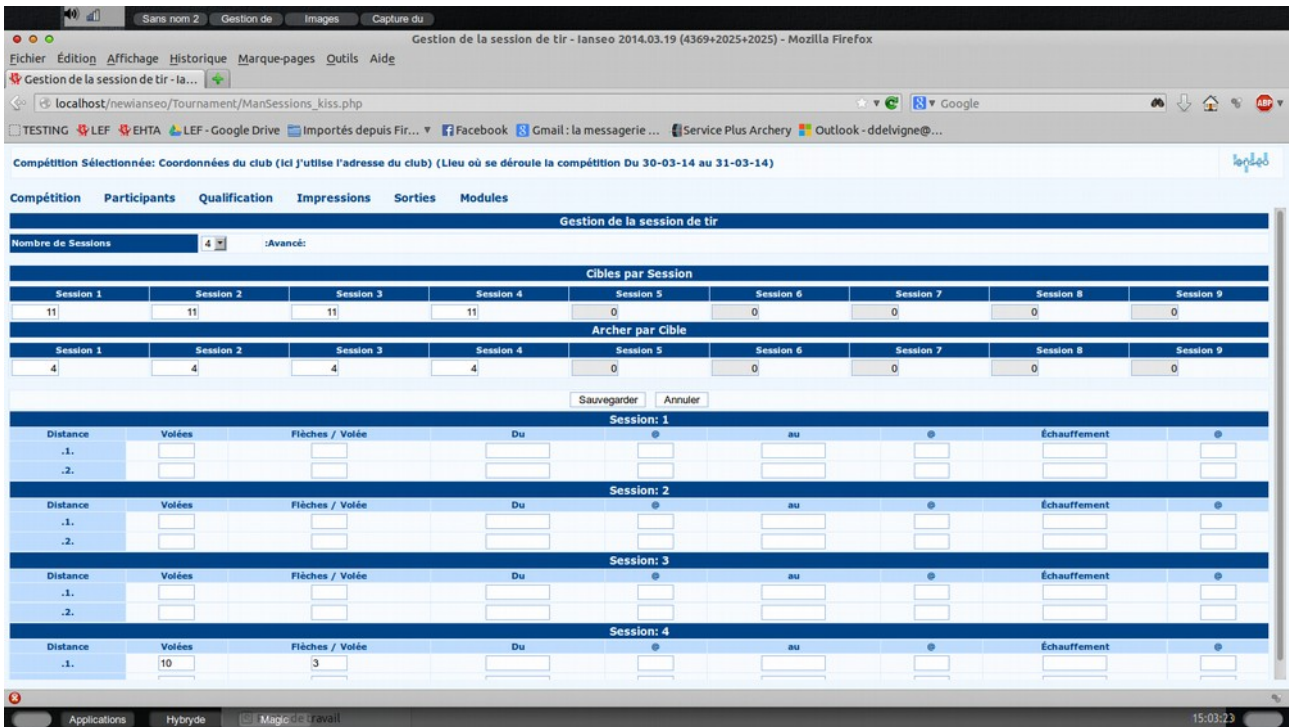 Sans nom 2 Gestion de Images Capture du
Gestion de la session de tir - Ianseo 2014.03.19 (4369+2025+2025) - Mozilla Firefox
Fichier Édition Affichage Historique Marque-pages Outils Aide
Gestion de la session de tir - Ia...
localhost/newianseo/Tournament/ManSessions_kiss.php Google ABP
TESTING LEF EHTA LEF - Google Drive Importés depuis Fir... Facebook Gmail : la messagerie ... Service Plus Archery Outlook - ddelvigne@...
Compétition Sélectionnée: Coordonnées du club (ici j'utilse l'adresse du club) (Lieu où se déroule la compétition Du 30-03-14 au 31-03-14) Ianseo
Compétition Participants Qualification Impressions Sorties Modules
Gestion de la session de tir
Nombre de Sessions 4 :Avancé:
Cibles par Session
Session 1 Session 2 Session 3 Session 4 Session 5 Session 6 Session 7 Session 8 Session 9
11 11 11 11 0 0 0 0 0
Archer par Cible
Session 1 Session 2 Session 3 Session 4 Session 5 Session 6 Session 7 Session 8 Session 9
4 4 4 4 0 0 0 0 0
Sauvegarder Annuler
Session: 1
Distance Volées Flèches / Volée Du @ au @ Échauffement @
.1.
.2.
Session: 2
Distance Volées Flèches / Volée Du @ au @ Échauffement @
.1.
.2.
Session: 3
Distance Volées Flèches / Volée Du @ au @ Échauffement @
.1.
.2.
Session: 4
Distance Volées Flèches / Volée Du @ au @ Échauffement @
.1. 10 3
Applications Hybryde Magic de travail 15:03:23